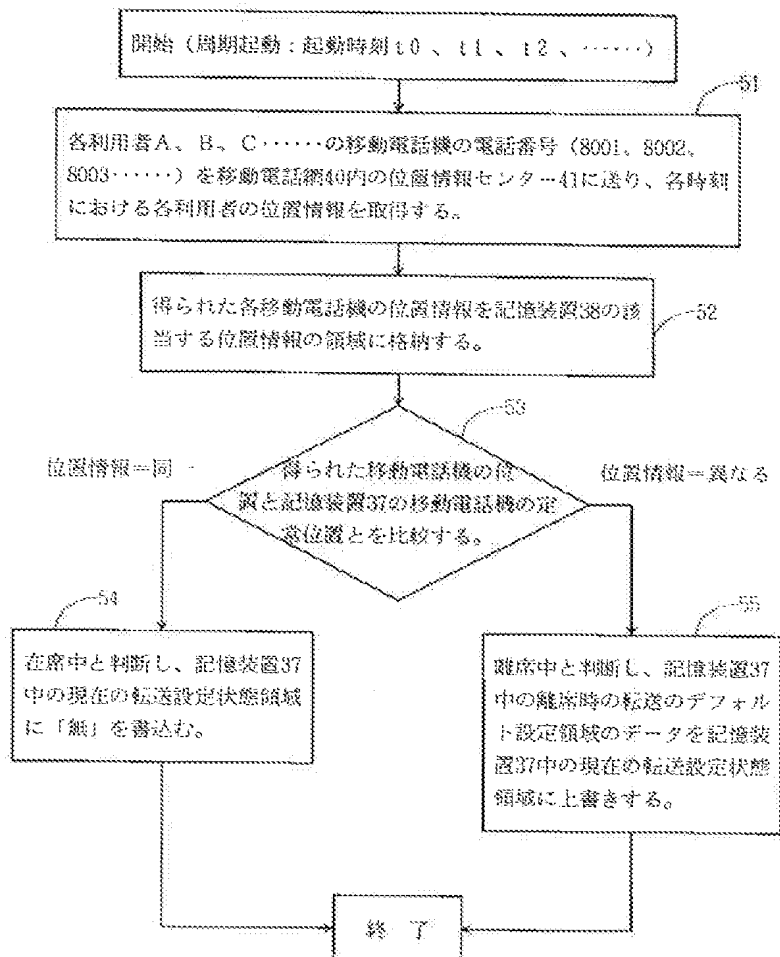 開始（周期起動：起動時刻t0、t1、t2、……）
51
各利用者A、B、C……の移動電話機の電話番号（8001、8002、
8003……）を移動電話網40内の位置情報センター41に送り、各時刻
における各利用者の位置情報を取得する。
52
得られた各移動電話機の位置情報を記憶装置38の該
当する位置情報の領域に格納する。
53
位置情報＝同一
得られた移動電話機の位
置と記憶装置37の移動電話機の定
常位置とを比較する。
位置情報＝異なる
54
在席中と判断し、記憶装置37
中の現在の転送設定状態領域
に「無」を書込む。
55
離席中と判断し、記憶装置37
中の離席時の転送のデフォル
ト設定領域のデータを記憶装
置37中の現在の転送設定状態
領域に上書きする。
終 了